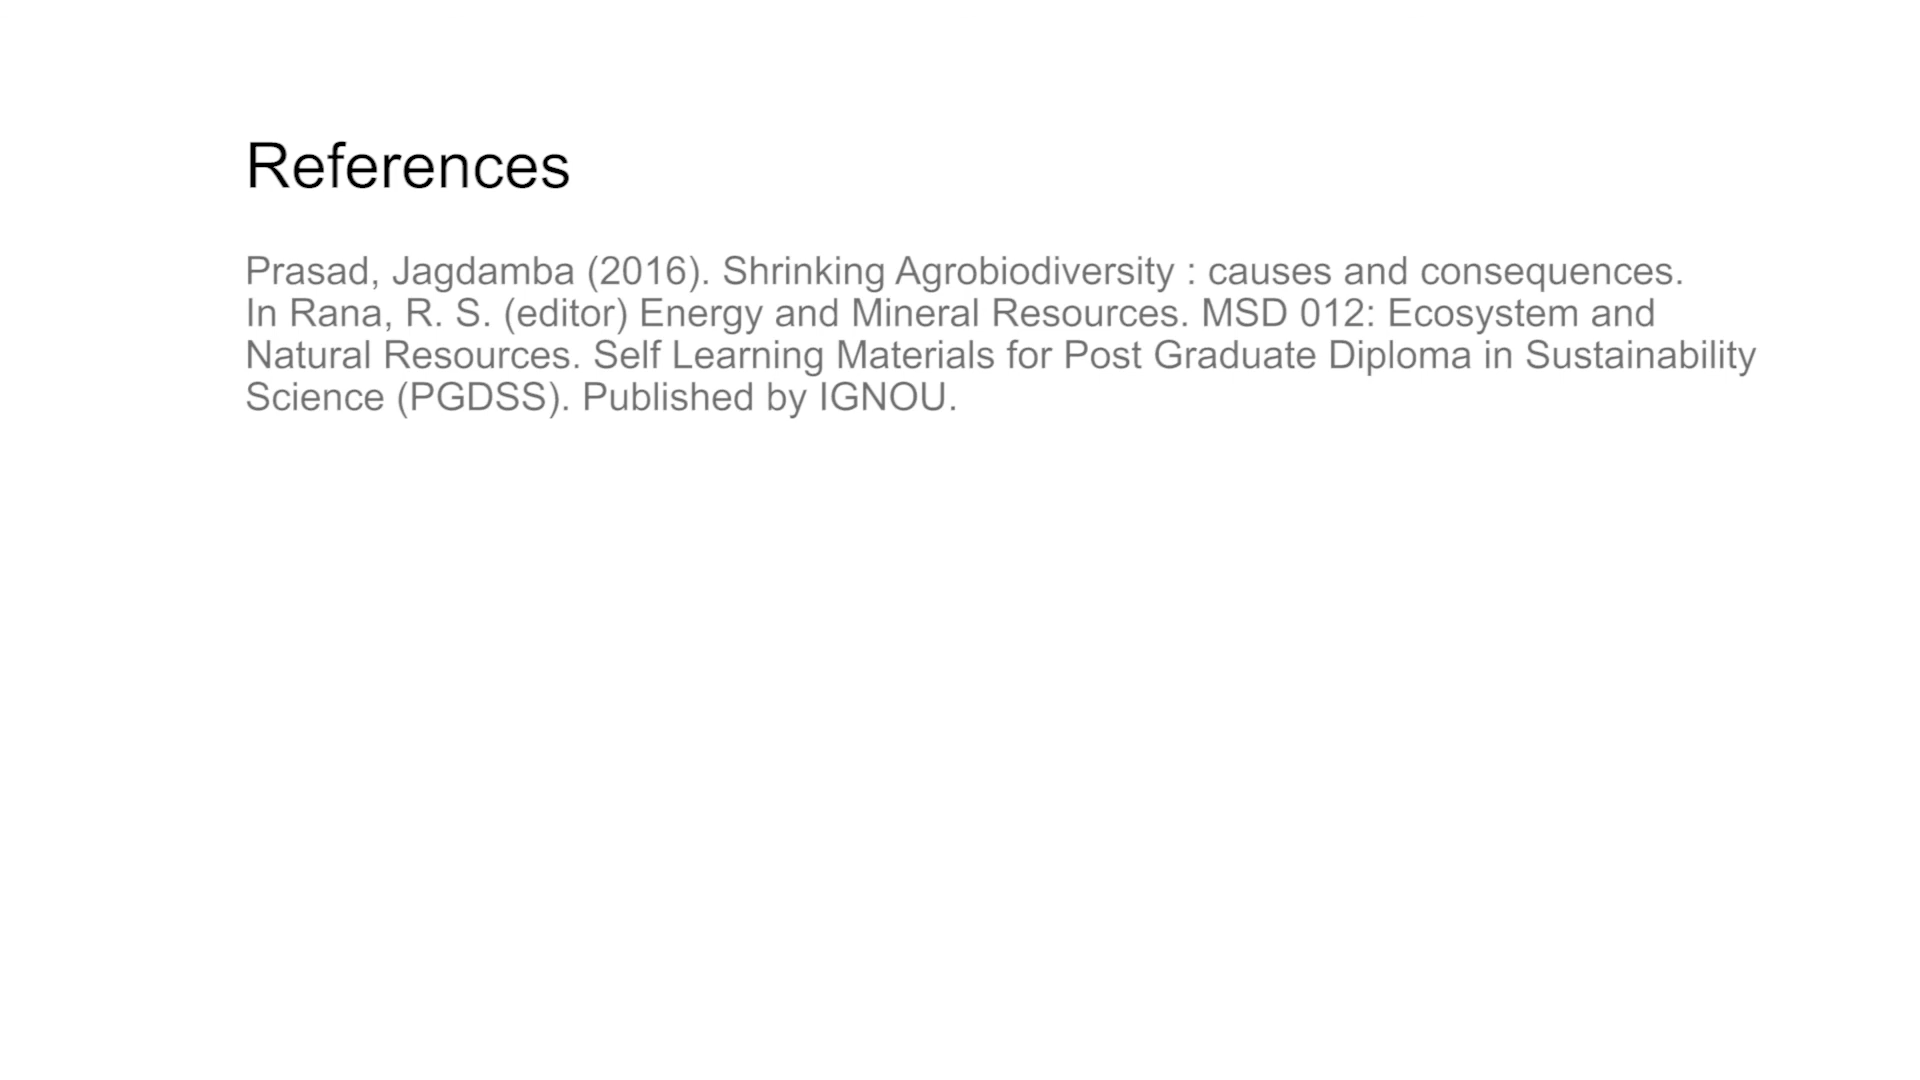 References
Prasad, Jagdamba (2016). Shrinking Agrobiodiversity : causes and consequences.
In Rana, R. S. (editor) Energy and Mineral Resources. MSD 012: Ecosystem and
Natural Resources. Self Learning Materials for Post Graduate Diploma in Sustainability
Science (PGDSS). Published by IGNOU.